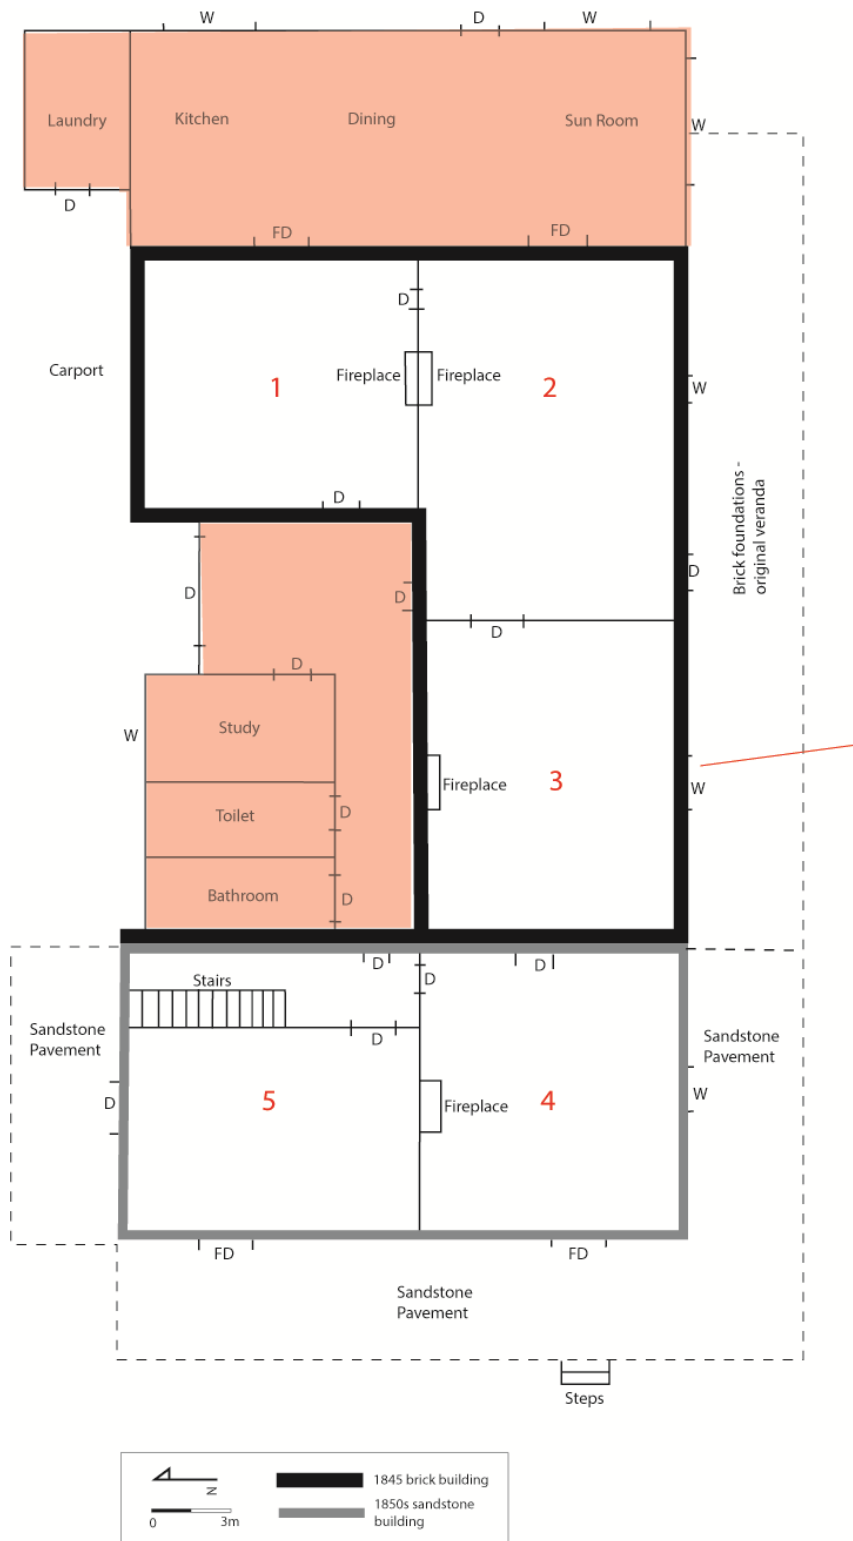 W
D
W
Laundry
Kitchen
Dining
Sun Room
W
D
FD
FD
D
Carport
Fireplace
Fireplace
1
2
W
D
Brick foundations -
original veranda
D
D
D
D
D
Study
W
Fireplace
3
W
Toilet
D
Bathroom
D
Stairs
D
D
D
Sandstone
Pavement
D
Sandstone
Pavement
D
5
Fireplace
4
W
FD
FD
Sandstone
Pavement
Steps
N
1845 brick building
0
3m
1850s sandstone
building